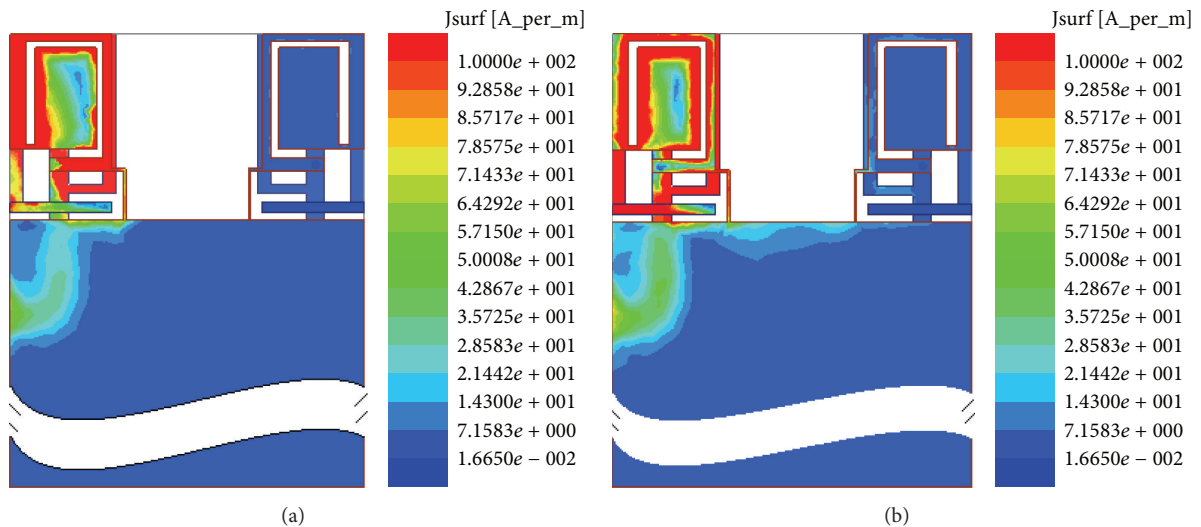 Jsurf [A_per_m]
1.0000e + 002
9.2858e + 001
8.5717e + 001
7.8575e + 001
7.1433e + 001
6.4292e + 001
5.7150e + 001
5.0008e + 001
4.2867e + 001
3.5725e + 001
2.8583e + 001
2.1442e + 001
1.4300e + 001
7.1583e + 000
1.6650e − 002
(a)
Jsurf [A_per_m]
1.0000e + 002
9.2858e + 001
8.5717e + 001
7.8575e + 001
7.1433e + 001
6.4292e + 001
5.7150e + 001
5.0008e + 001
4.2867e + 001
3.5725e + 001
2.8583e + 001
2.1442e + 001
1.4300e + 001
7.1583e + 000
1.6650e − 002
(b)